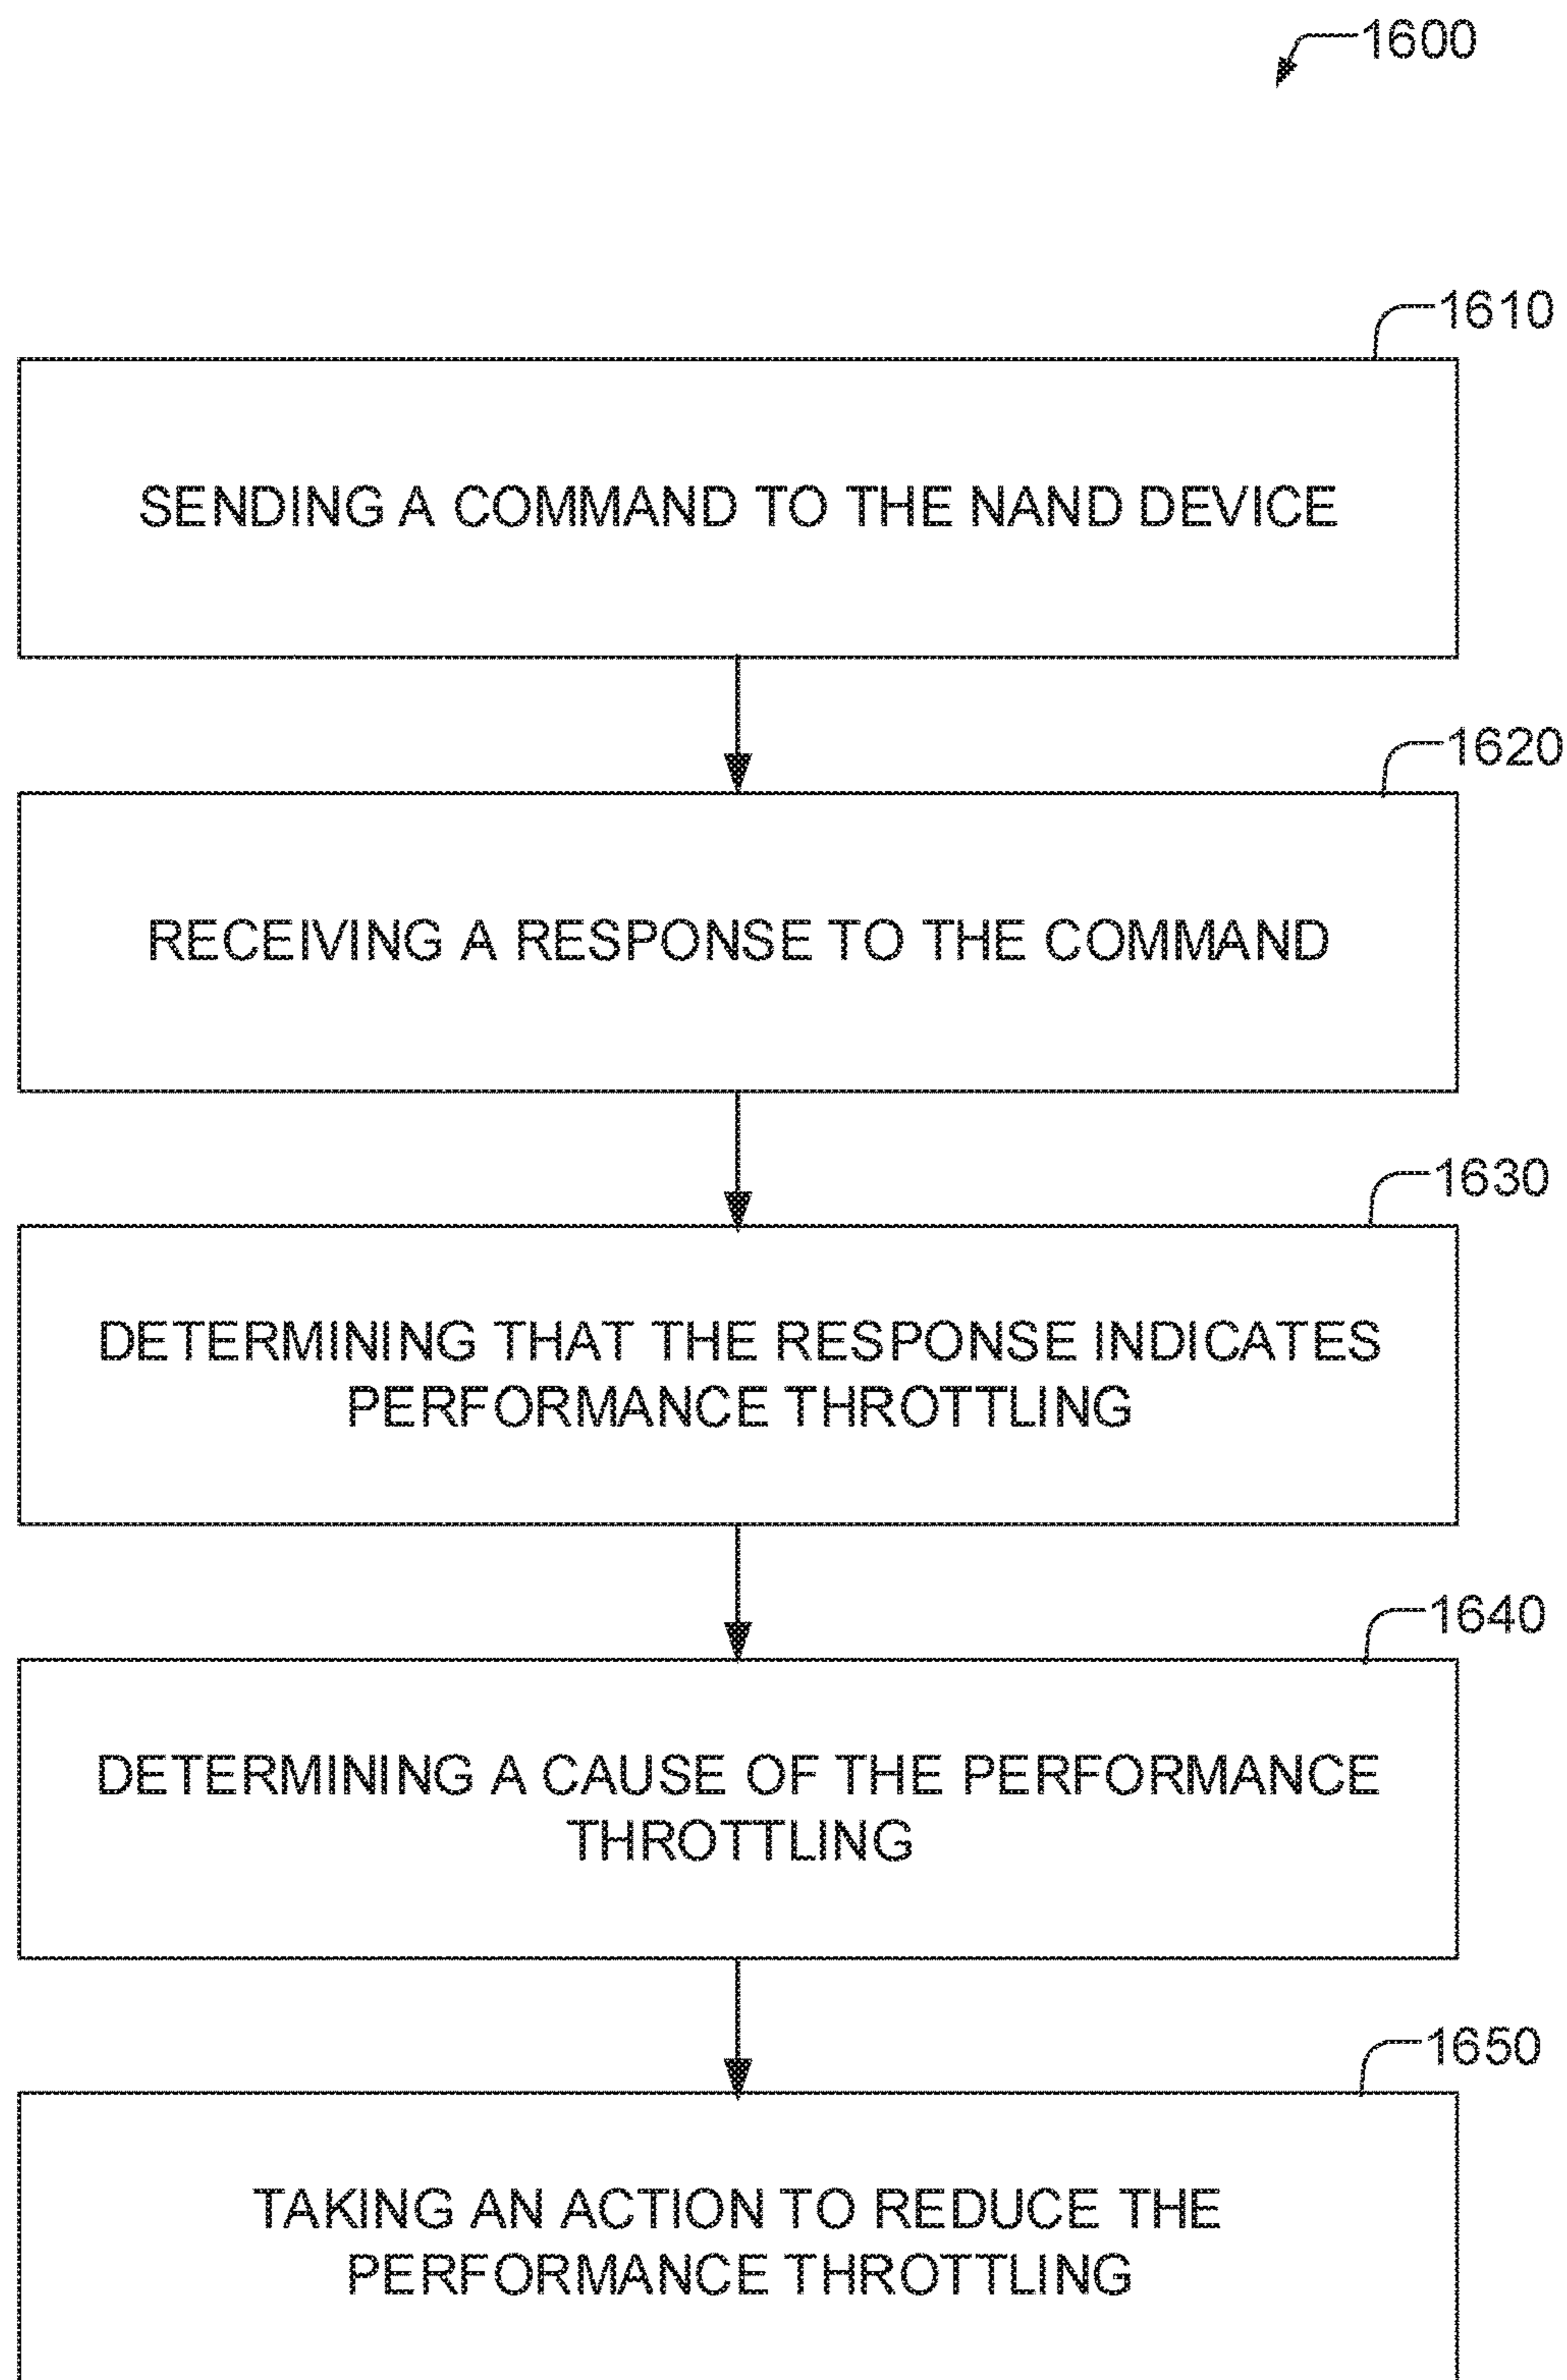 1600
1610
SENDING A COMMAND TO THE NAND DEVICE
1620
RECEIVING A RESPONSE TO THE COMMAND
1630
DETERMINING THAT THE RESPONSE INDICATES
PERFORMANCE THROTTLING
1640
DETERMINING A CAUSE OF THE PERFORMANCE
THROTTLING
1650
TAKING AN ACTION TO REDUCE THE
PERFORMANCE THROTTLING